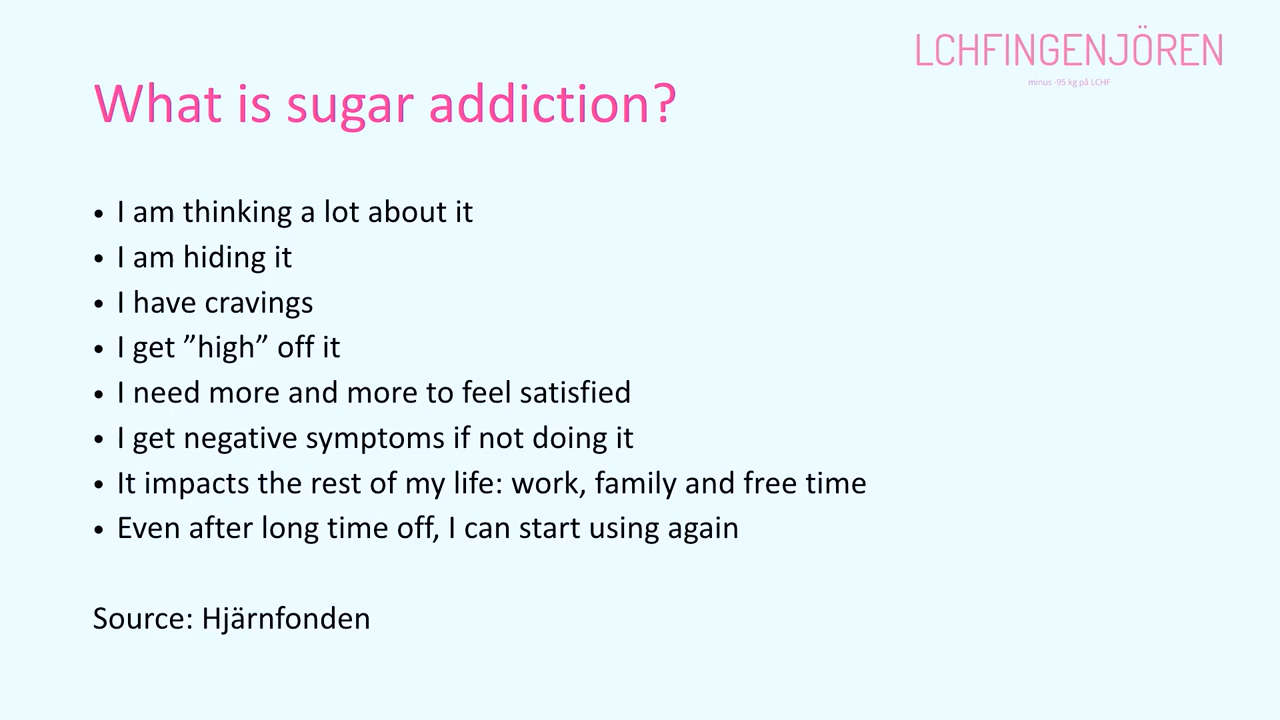 LCHFINGENJÖREN
minus -95 kg på LCHF
What is sugar addiction?
• I am thinking a lot about it
• I am hiding it
• I have cravings
• I get ”high” off it
• I need more and more to feel satisfied
• I get negative symptoms if not doing it
• It impacts the rest of my life: work, family and free time
• Even after long time off, I can start using again
Source: Hjärnfonden